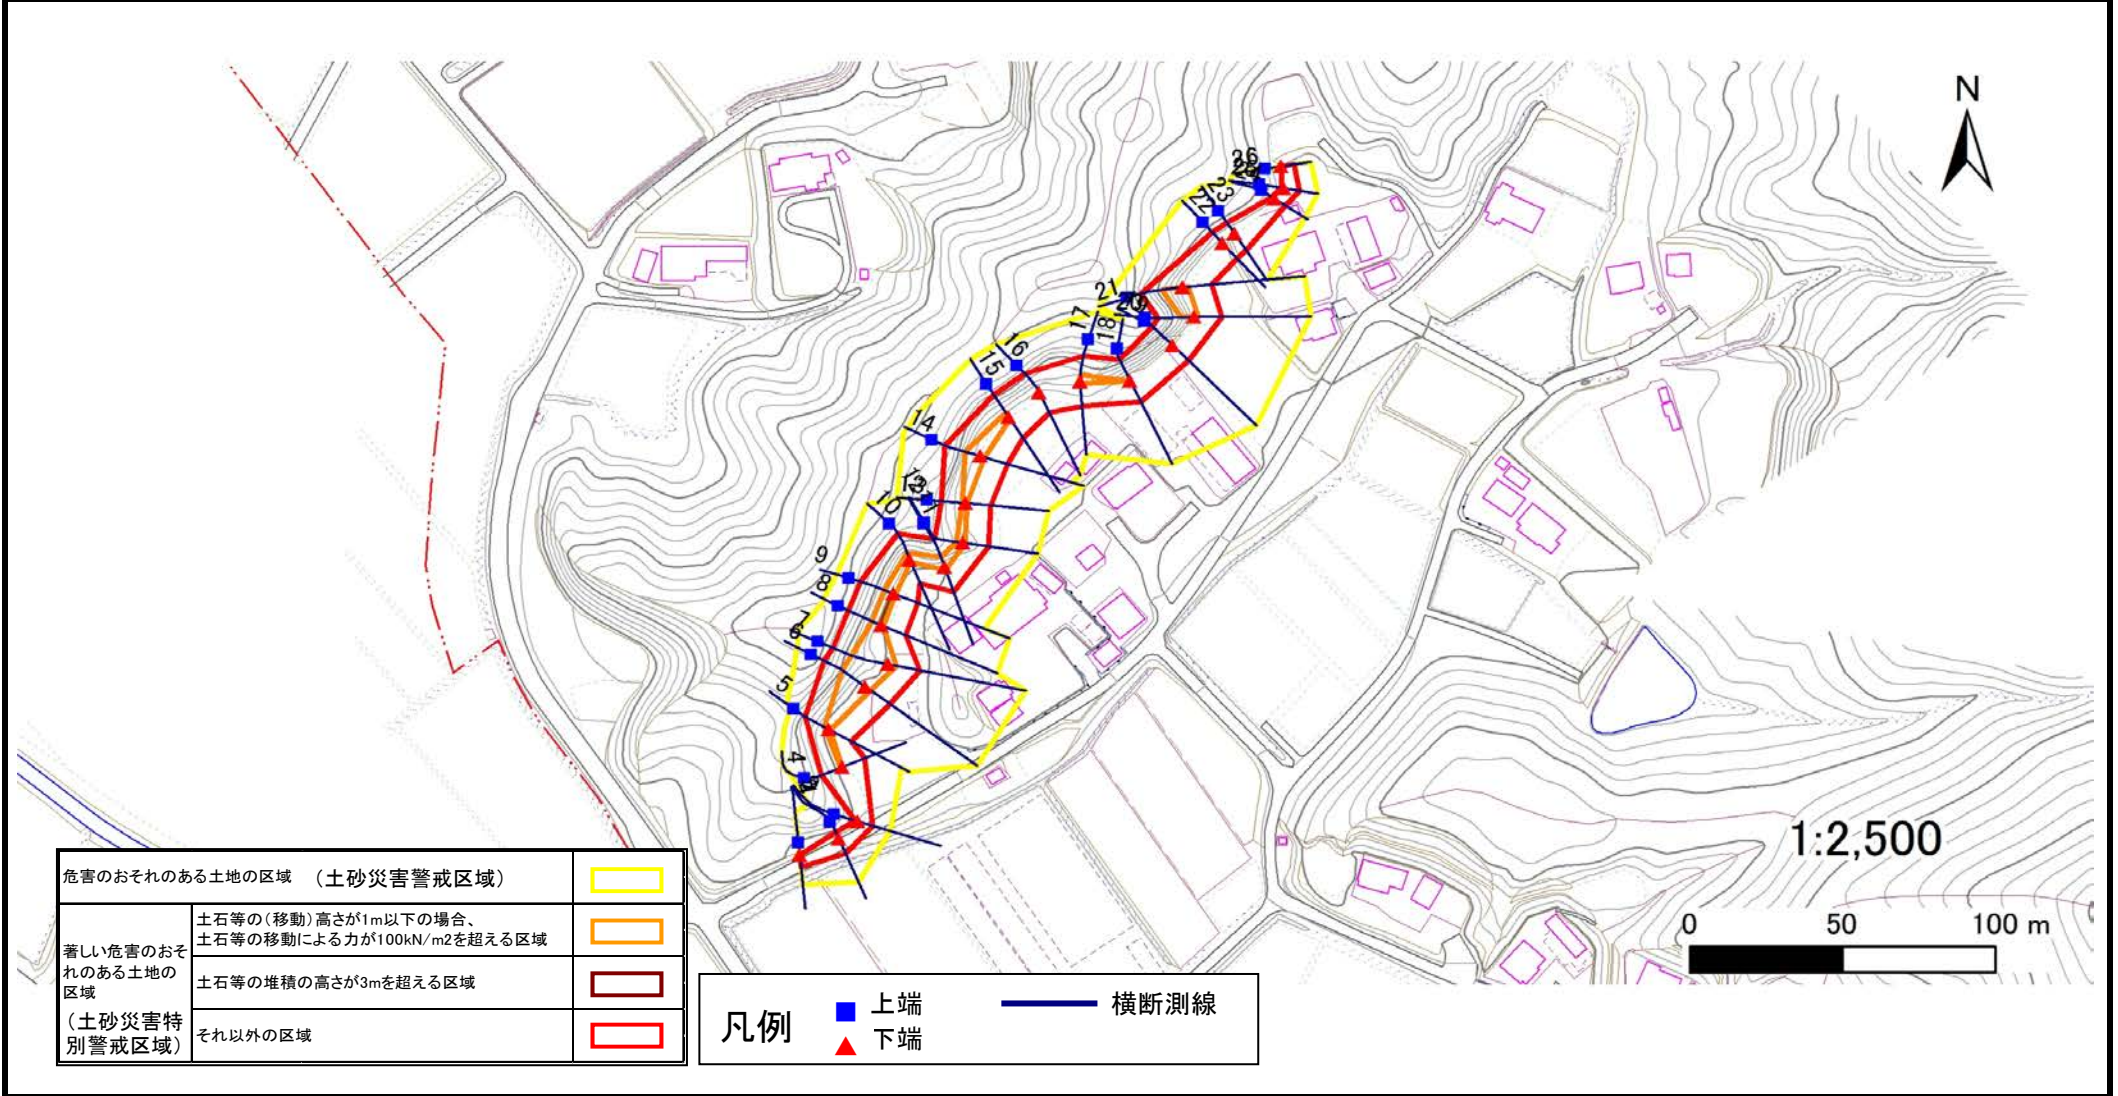 N
26
23
22
21
17
18
16
15
14
10
9
8
7
6
5
4
1:2,500
0 50 100 m
危害のおそれのある土地の区域 (土砂災害警戒区域)
著しい危害のおそ
れのある土地の
区域
(土砂災害特
別警戒区域)
土石等の(移動)高さが1m以下の場合、
土石等の移動による力が100kN/m2を超える区域
土石等の堆積の高さが3mを超える区域
それ以外の区域
凡例
上端
下端
横断測線